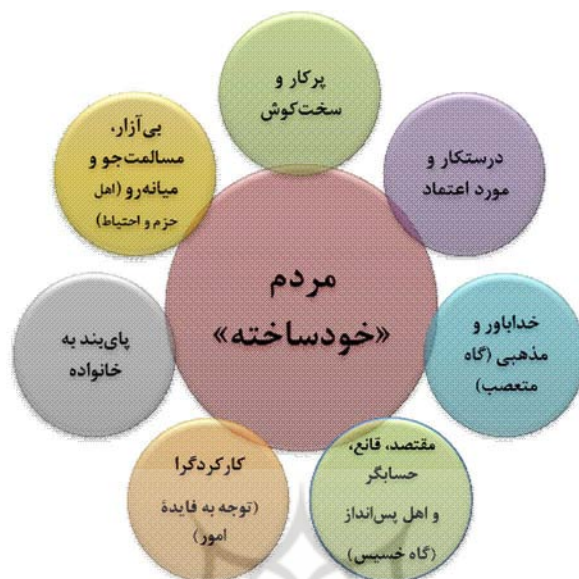 پرکار و
سخت‌کوش
درستکار و
مورد اعتماد
خداباور و
مذهبی (گاه
متعصب)
مقتصد، قانع،
حسابگر
و اهل پس‌انداز
(گاه خسیس)
کارکردگرا
(توجه به فایدۀ
امور)
پای‌بند به
خانواده
بی‌آزار،
مسالمت‌جو و
میانه‌رو (اهل
حزم و احتیاط)
مردم
«خودساخته»